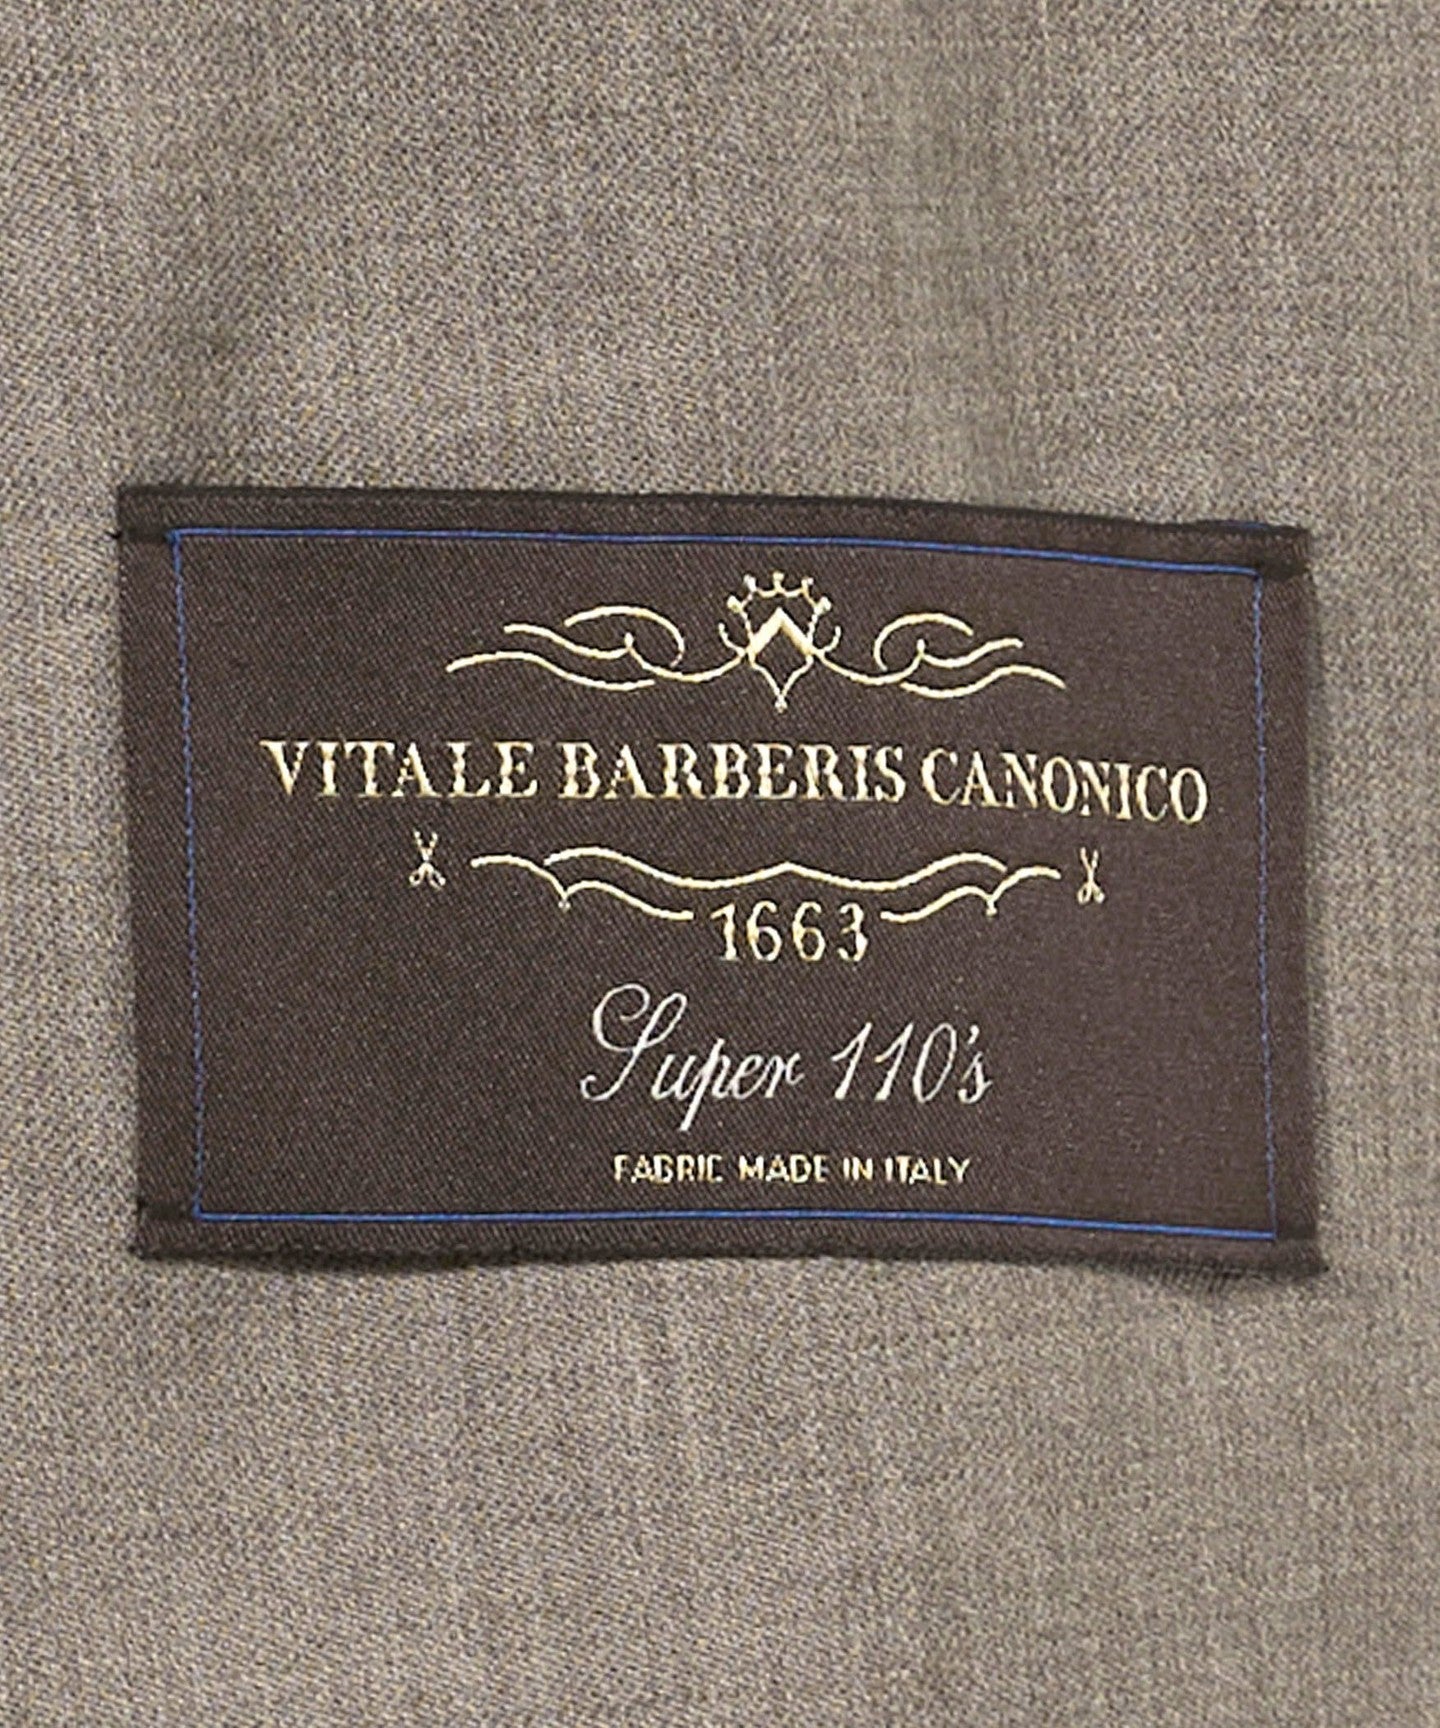 VITALE BARBERIS CANONICO
1663
Super 110's
FABRIC MADE IN ITALY